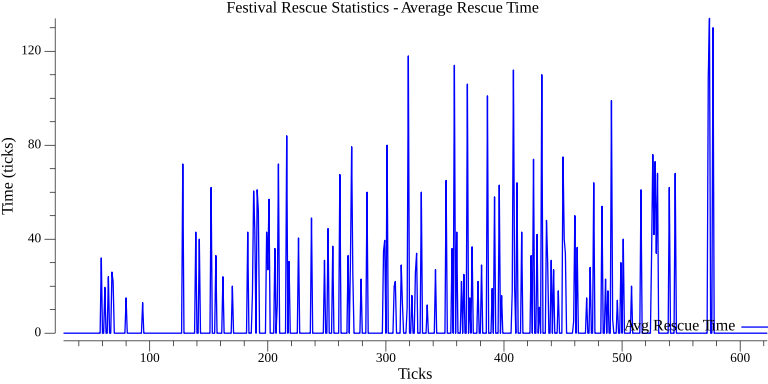 Festival Rescue Statistics - Average Rescue Time
Time (ticks)
120
80
40
0
Avg Rescue Time
100 200 300 400 500 600
Ticks